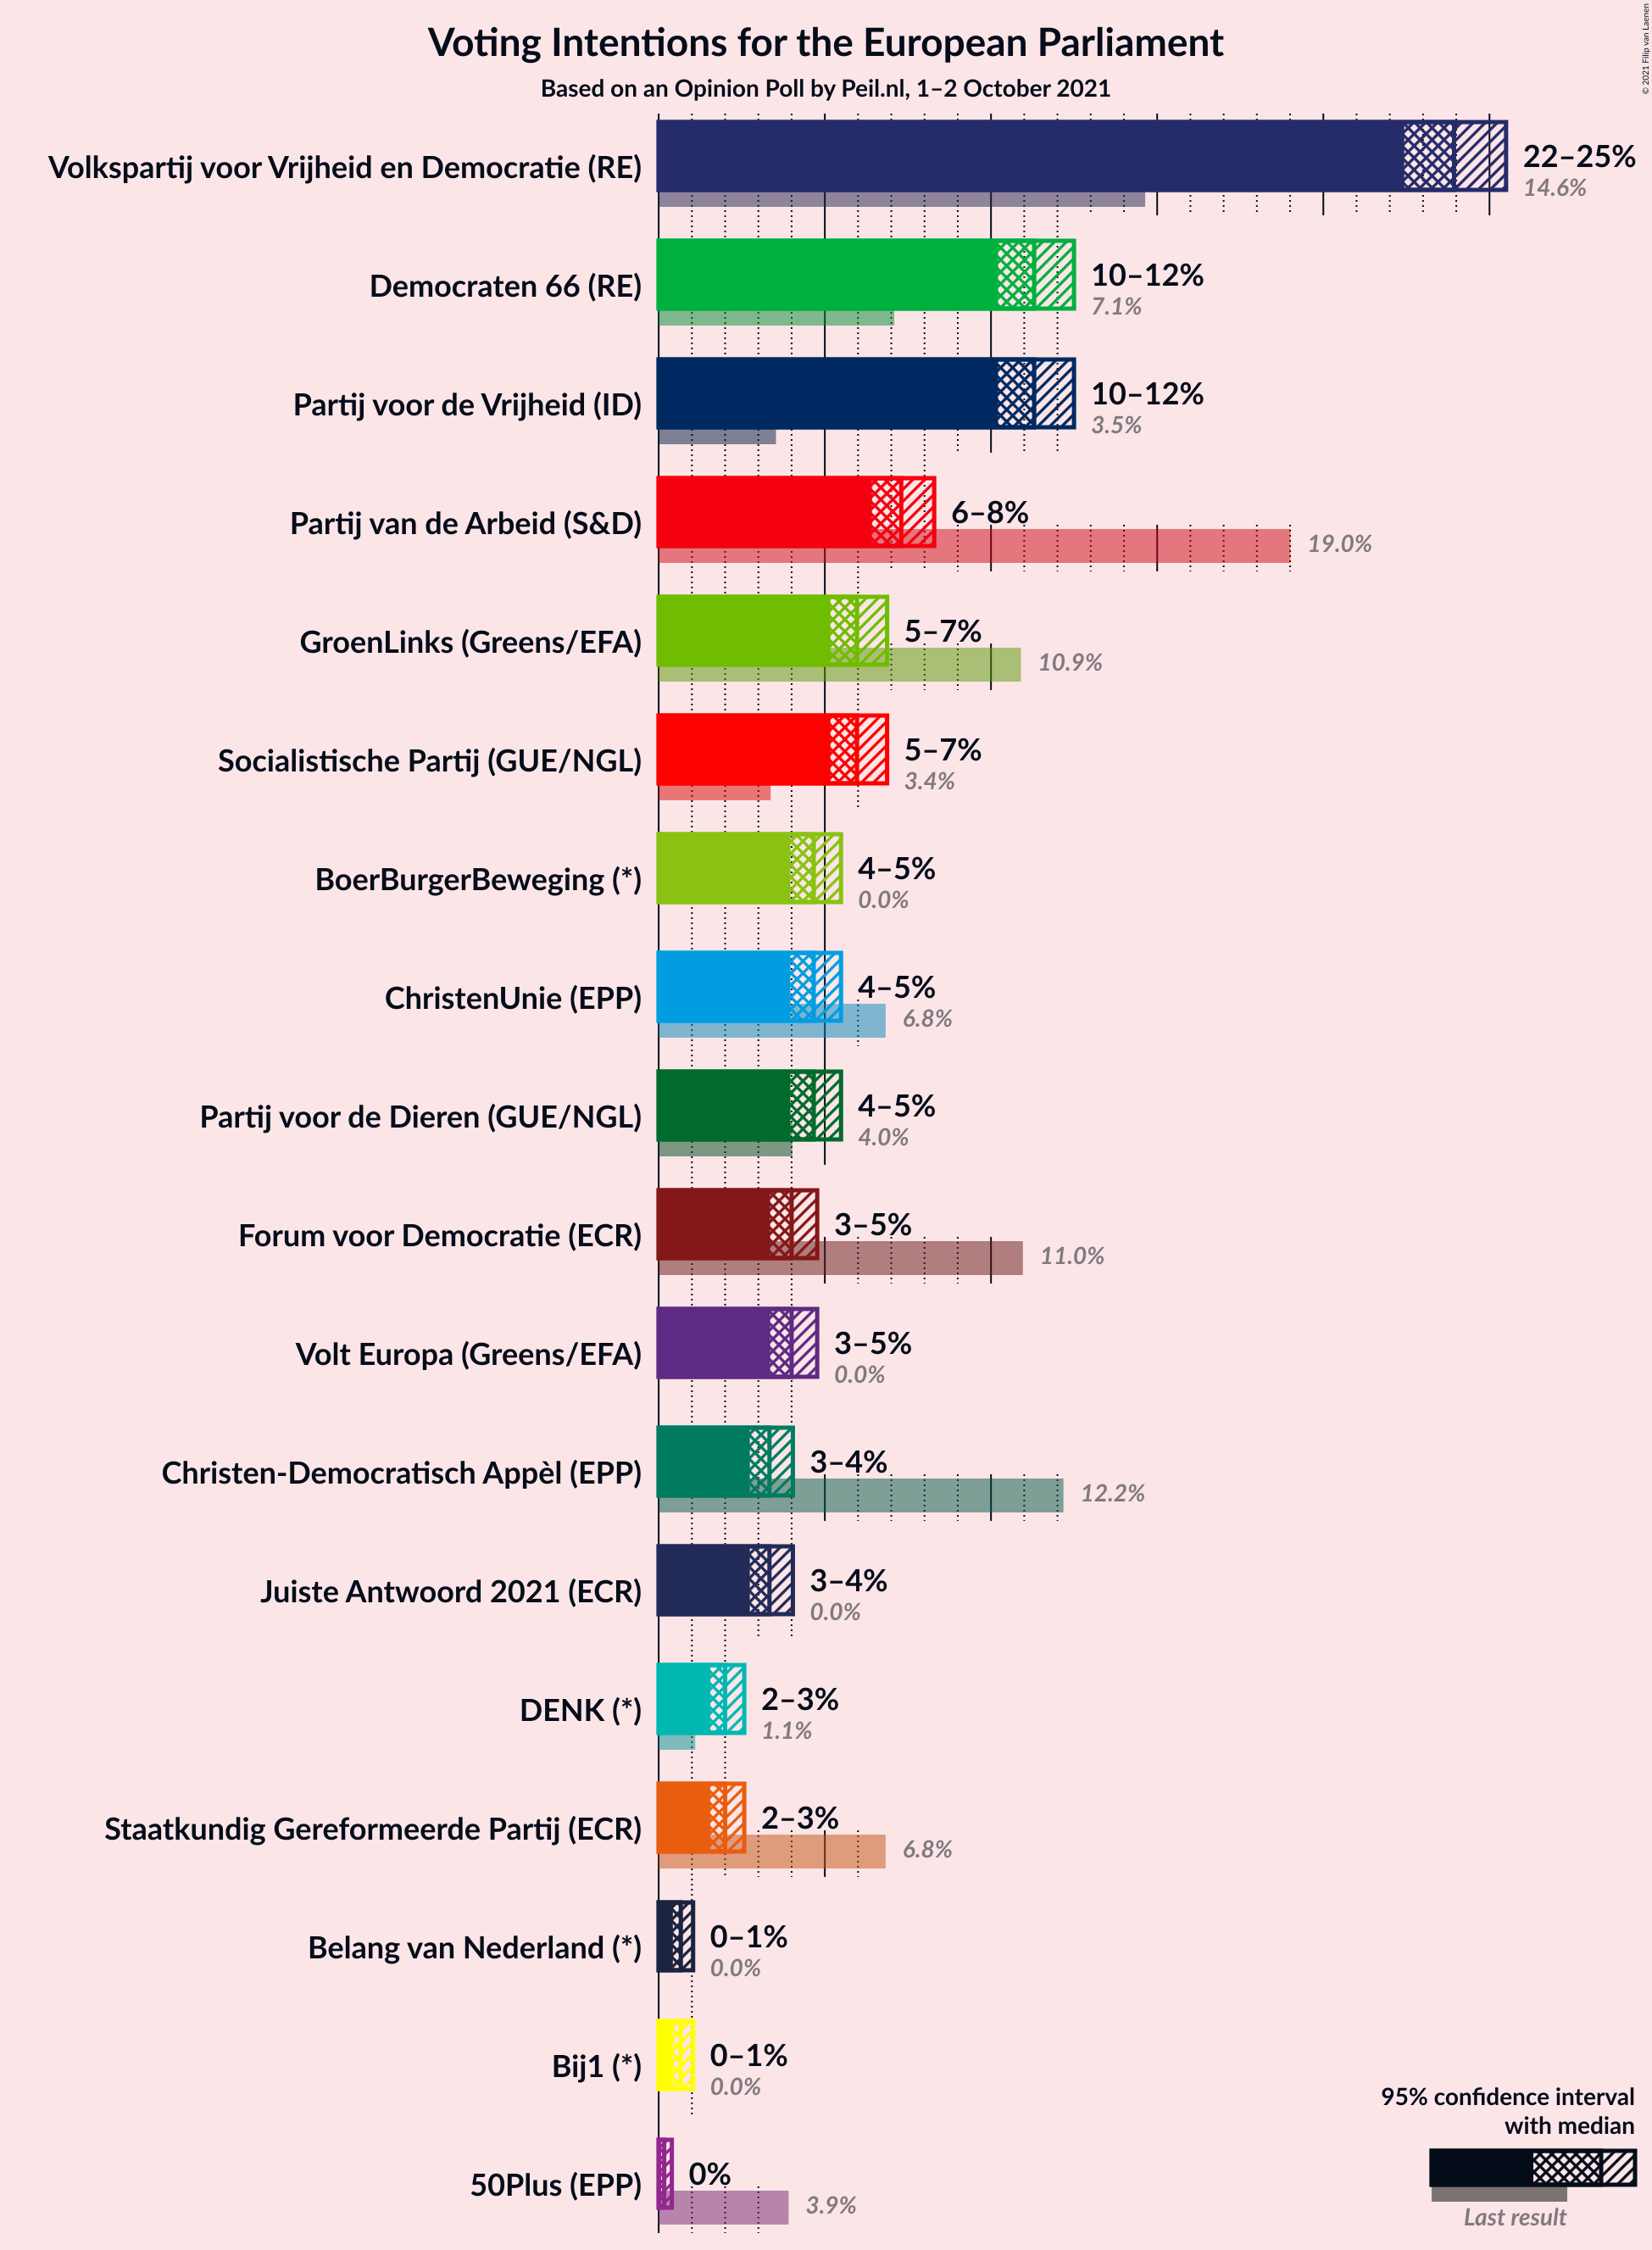 Voting Intentions for the European Parliament
Based on an Opinion Poll by Peil.nl, 1–2 October 2021
© 2021 Filip van Laenen
Volkspartij voor Vrijheid en Democratie (RE)
22–25%
14.6%
Democraten 66 (RE)
10–12%
7.1%
Partij voor de Vrijheid (ID)
10–12%
3.5%
Partij van de Arbeid (S&D)
6–8%
19.0%
GroenLinks (Greens/EFA)
5–7%
10.9%
Socialistische Partij (GUE/NGL)
5–7%
3.4%
BoerBurgerBeweging (*)
4–5%
0.0%
ChristenUnie (EPP)
4–5%
6.8%
Partij voor de Dieren (GUE/NGL)
4–5%
4.0%
Forum voor Democratie (ECR)
3–5%
11.0%
Volt Europa (Greens/EFA)
3–5%
0.0%
Christen-Democratisch Appèl (EPP)
3–4%
12.2%
Juiste Antwoord 2021 (ECR)
3–4%
0.0%
DENK (*)
2–3%
1.1%
Staatkundig Gereformeerde Partij (ECR)
2–3%
6.8%
Belang van Nederland (*)
0–1%
0.0%
Bij1 (*)
0–1%
0.0%
50Plus (EPP)
0%
3.9%
95% confidence interval
with median
Last result